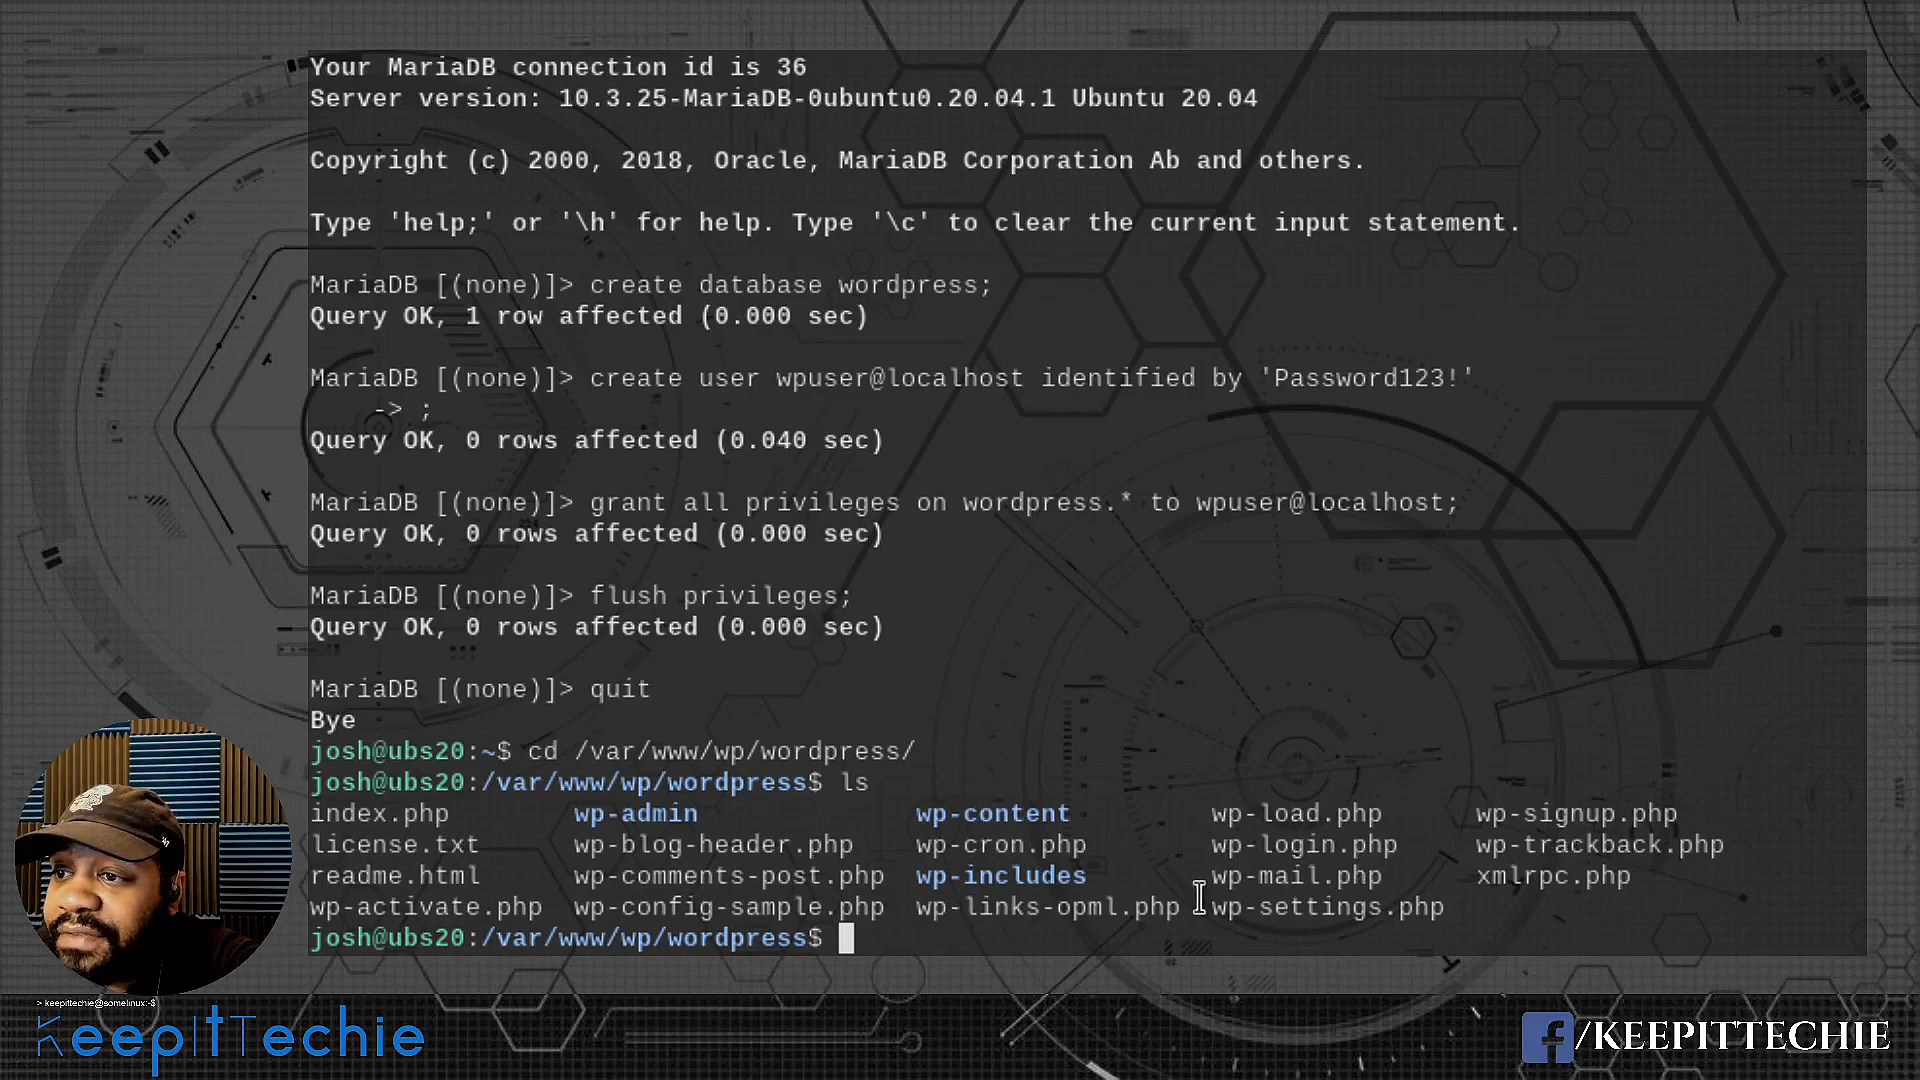 Your MariaDB connection id is 36
Server version: 10.3.25-MariaDB-0ubuntu0.20.04.1 Ubuntu 20.04
Copyright (c) 2000, 2018, Oracle, MariaDB Corporation Ab and others.
Type 'help;' or '\h' for help. Type '\c' to clear the current input statement.
MariaDB [(none)]> create database wordpress;
Query OK, 1 row affected (0.000 sec)
MariaDB [(none)]> create user wpuser@localhost identified by 'Password123!'
-> ;
Query OK, 0 rows affected (0.040 sec)
MariaDB [(none)]> grant all privileges on wordpress.* to wpuser@localhost;
Query OK, 0 rows affected (0.000 sec)
MariaDB [(none)]> flush privileges;
Query OK, 0 rows affected (0.000 sec)
MariaDB [(none)]> quit
Bye
josh@ubs20:~$ cd /var/www/wp/wordpress/
josh@ubs20:/var/www/wp/wordpress$ ls
index.php wp-admin wp-content wp-load.php wp-signup.php
license.txt wp-blog-header.php wp-cron.php wp-login.php wp-trackback.php
readme.html wp-comments-post.php wp-includes wp-mail.php xmlrpc.php
wp-activate.php wp-config-sample.php wp-links-opml.php wp-settings.php
josh@ubs20:/var/www/wp/wordpress$
> keepittechie@somelinux:~$
KeepItTechie
f/KEEPITTECHIE